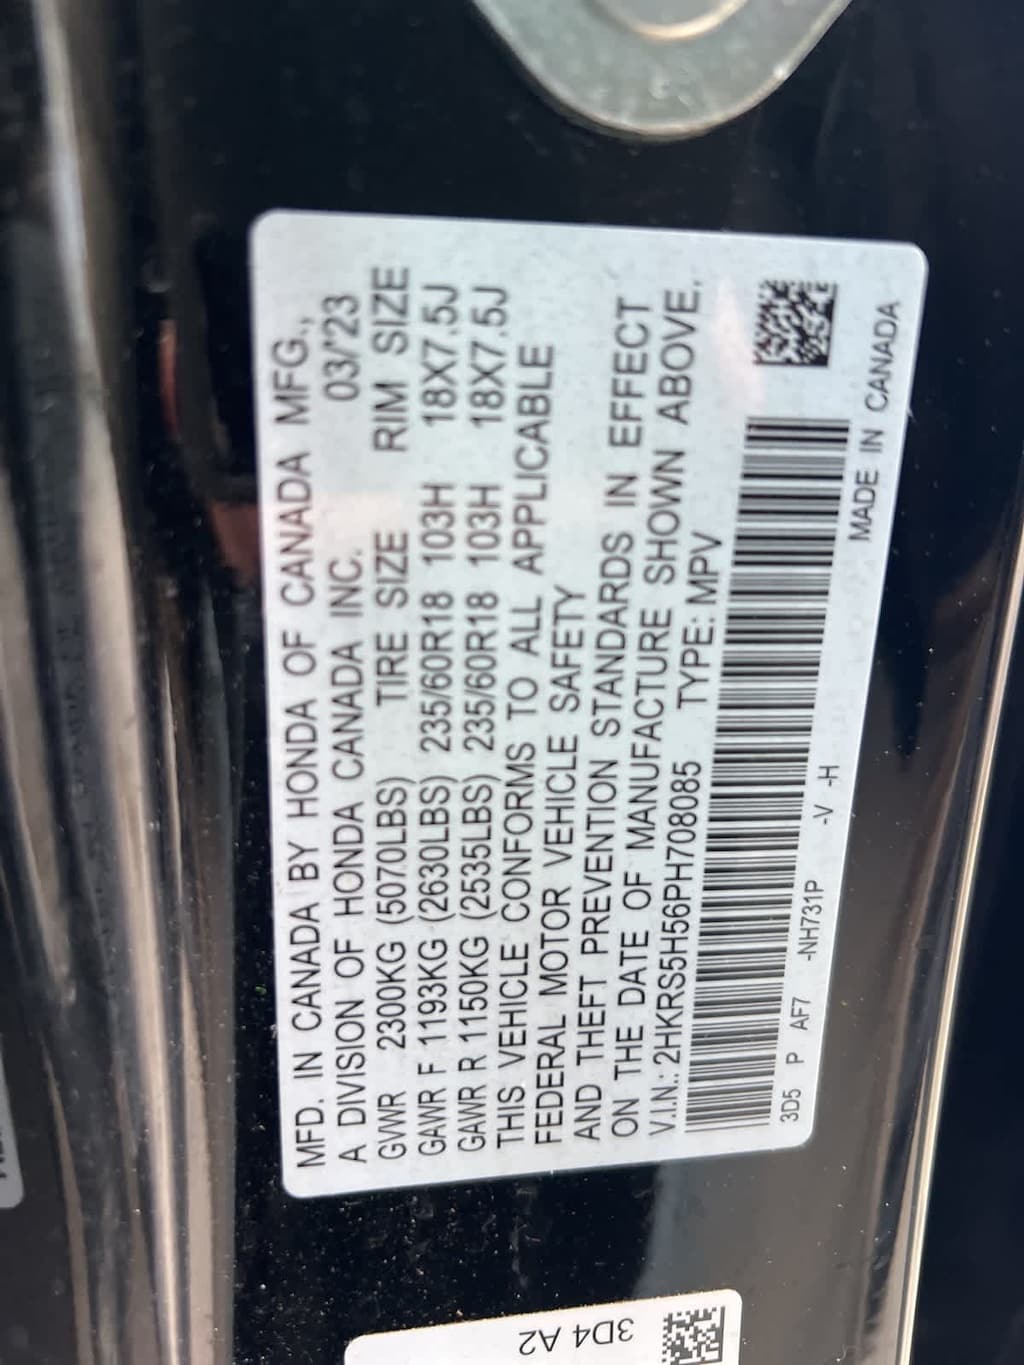 MFD. IN CANADA BY HONDA OF CANADA MFG.,
A DIVISION OF HONDA CANADA INC. 03/'23
GVWR 2300KG (5070LBS) TIRE SIZE RIM SIZE
GAWR F 1193KG (2630LBS) 235/60R18 103H 18X7.5J
GAWR R 1150KG (2535LBS) 235/60R18 103H 18X7.5J
THIS VEHICLE CONFORMS TO ALL APPLICABLE
FEDERAL MOTOR VEHICLE SAFETY
AND THEFT PREVENTION STANDARDS IN EFFECT
ON THE DATE OF MANUFACTURE SHOWN ABOVE.
V.I.N.: 2HKRS5H56PH708085 TYPE: MPV
3D5 P AF7 -NH731P -V -H
MADE IN CANADA
3D4 A2